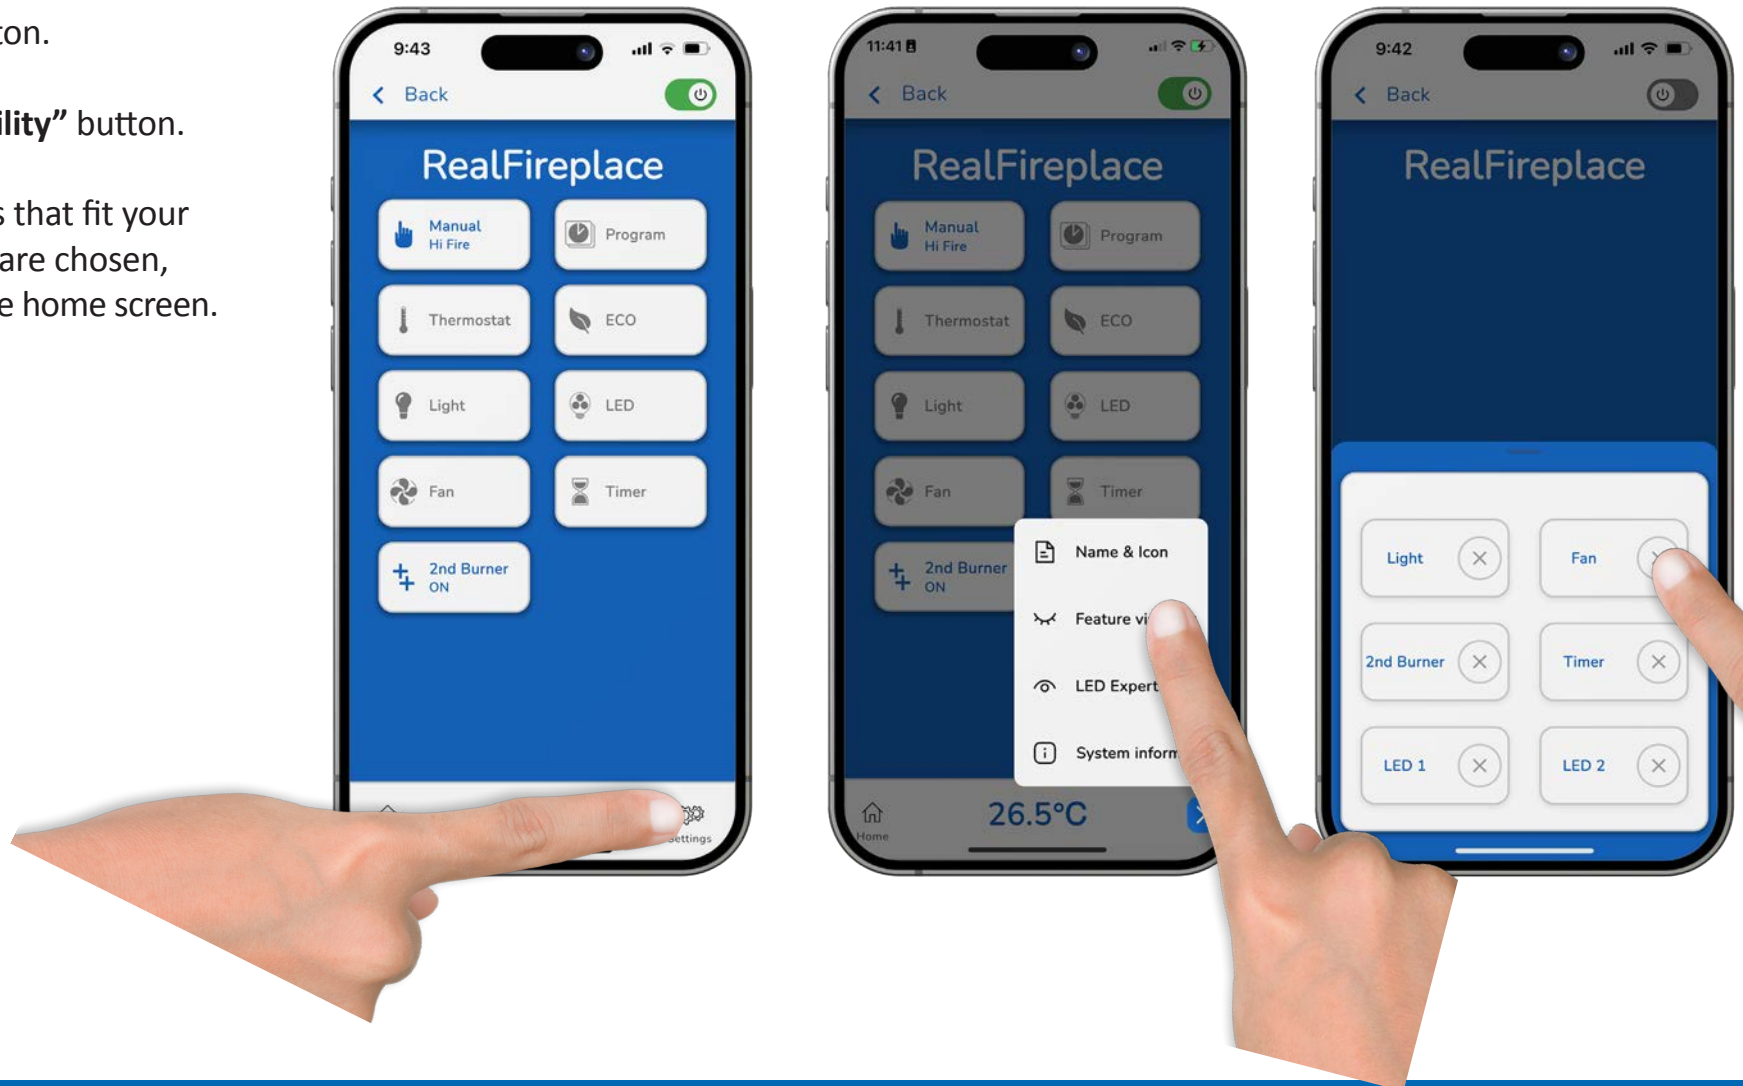 ton.
ility” button.
s that fit your
are chosen,
e home screen.
9:43
Back
RealFireplace
Manual
Hi Fire
Program
Thermostat
ECO
Light
LED
Fan
Timer
2nd Burner
ON
ettings
11:41
Back
RealFireplace
Manual
Hi Fire
Program
Thermostat
ECO
Light
LED
Fan
Timer
2nd Burner
ON
Name & Icon
Feature vi
LED Expert
System inform
Home
26.5°C
9:42
Back
RealFireplace
Light
Fan
2nd Burner
Timer
LED 1
LED 2